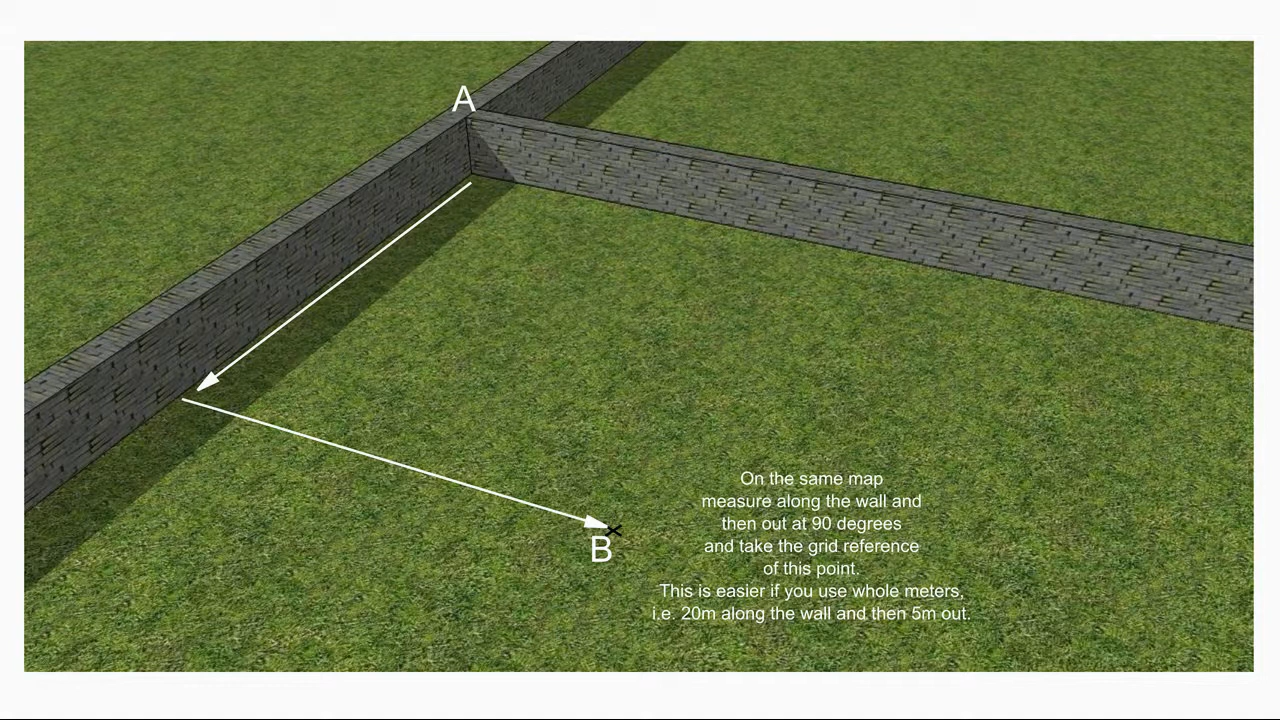 A
On the same map
measure along the wall and
then out at 90 degrees
and take the grid reference
of this point.
This is easier if you use whole meters,
i.e. 20m along the wall and then 5m out.
B